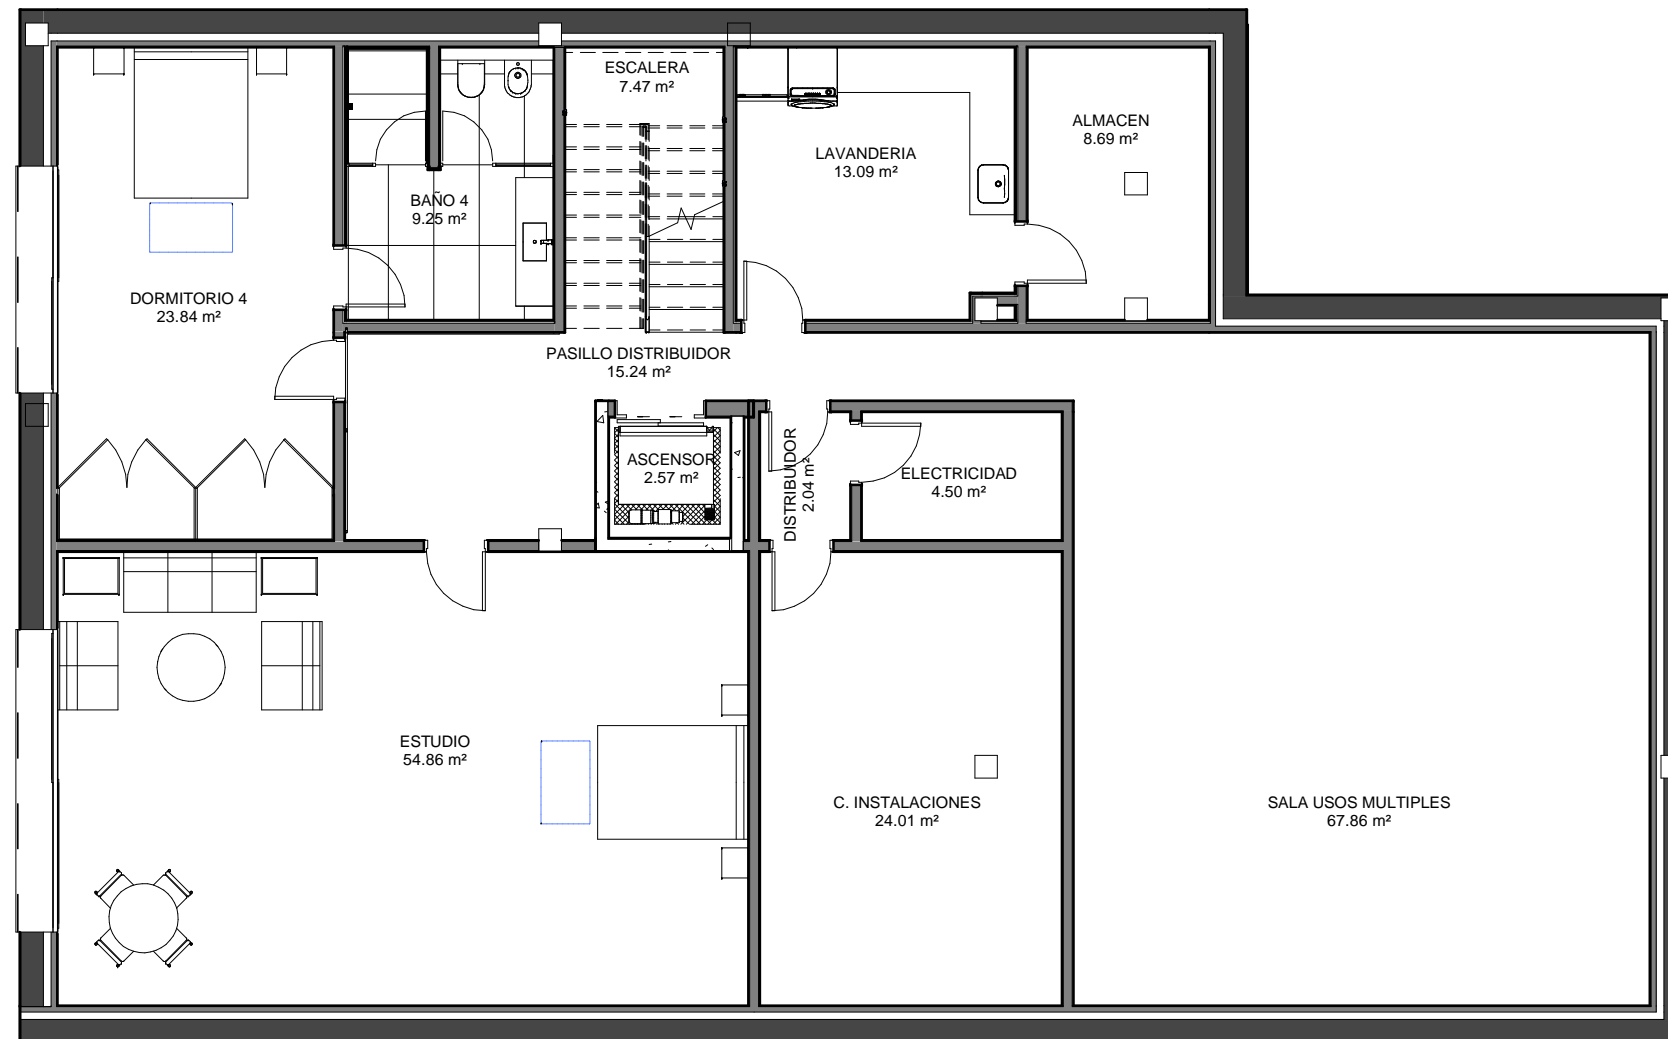 ESCALERA
7.47 m²
ALMACEN
8.69 m²
LAVANDERIA
13.09 m²
BAÑO 4
9.25 m²
DORMITORIO 4
23.84 m²
PASILLO DISTRIBUIDOR
15.24 m²
ASCENSOR
2.57 m²
DISTRIBUIDOR
2.04 m²
ELECTRICIDAD
4.50 m²
ESTUDIO
54.86 m²
C. INSTALACIONES
24.01 m²
SALA USOS MULTIPLES
67.86 m²